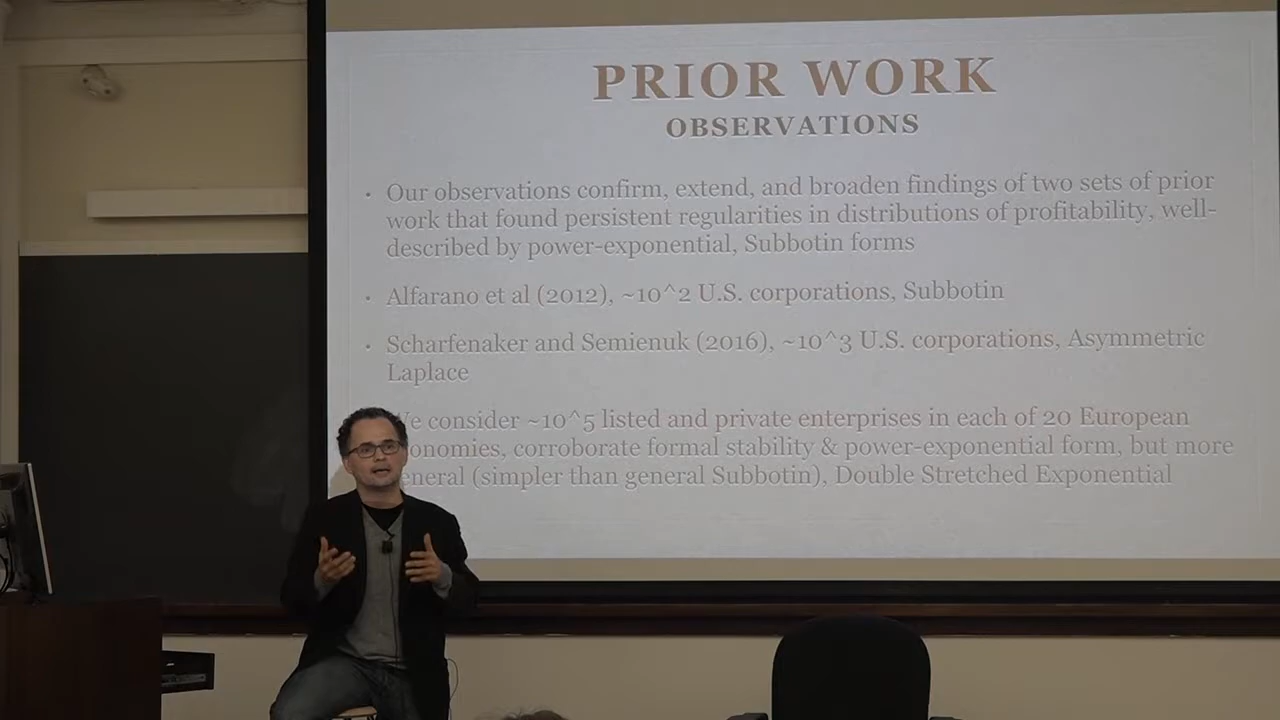 PRIOR WORK
OBSERVATIONS
Our observations confirm, extend, and broaden findings of two sets of prior
work that found persistent regularities in distributions of profitability, well-
described by power-exponential, Subbotin forms
Alfarano et al (2012), ~10^2 U.S. corporations, Subbotin
Scharfenaker and Semienuk (2016), ~10^3 U.S. corporations, Asymmetric
Laplace
We consider ~10^5 listed and private enterprises in each of 20 European
onomies, corroborate formal stability & power-exponential form, but more
eneral (simpler than general Subbotin), Double Stretched Exponential